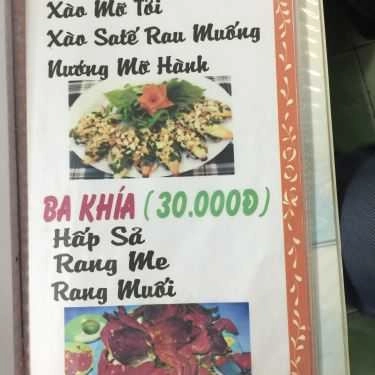 Xào Mỡ Tỏi
Xào Satế Rau Muống
Nướng Mỡ Hành
BA KHÍA (30.000Đ)
Hấp Sả
Rang Me
Rang Muối